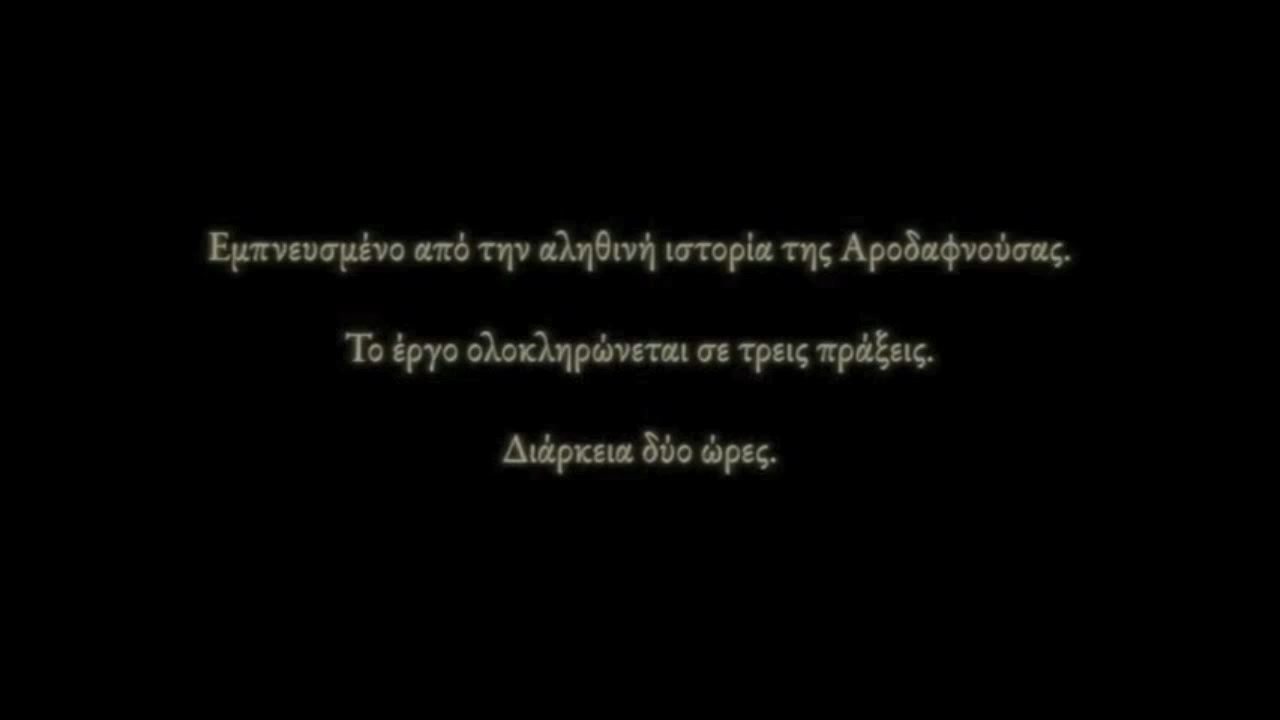 Εμπνευσμένο από την αληθινή ιστορία της Αροδαφνούσας.
Το έργο ολοκληρώνεται σε τρεις πράξεις.
Διάρκεια δύο ώρες.